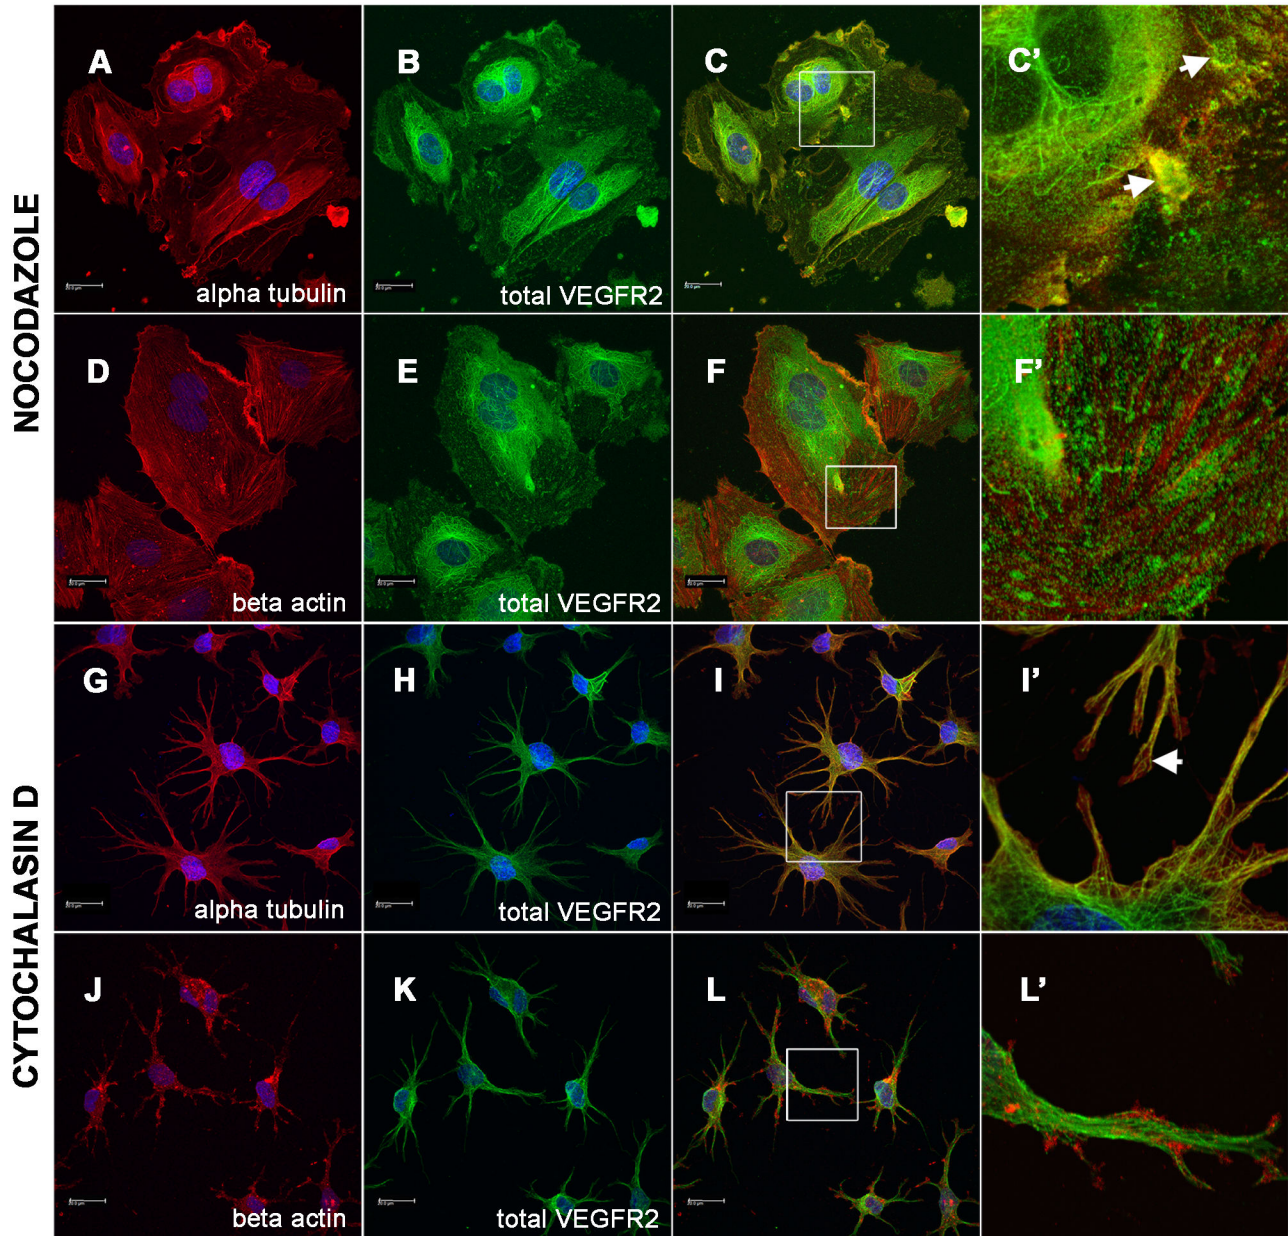 NOCODAZOLE
A
alpha tubulin
B
total VEGFR2
C
C'
D
beta actin
E
total VEGFR2
F
F'
CYTOCHALASIN D
G
alpha tubulin
H
total VEGFR2
I
I'
J
beta actin
K
total VEGFR2
L
L'